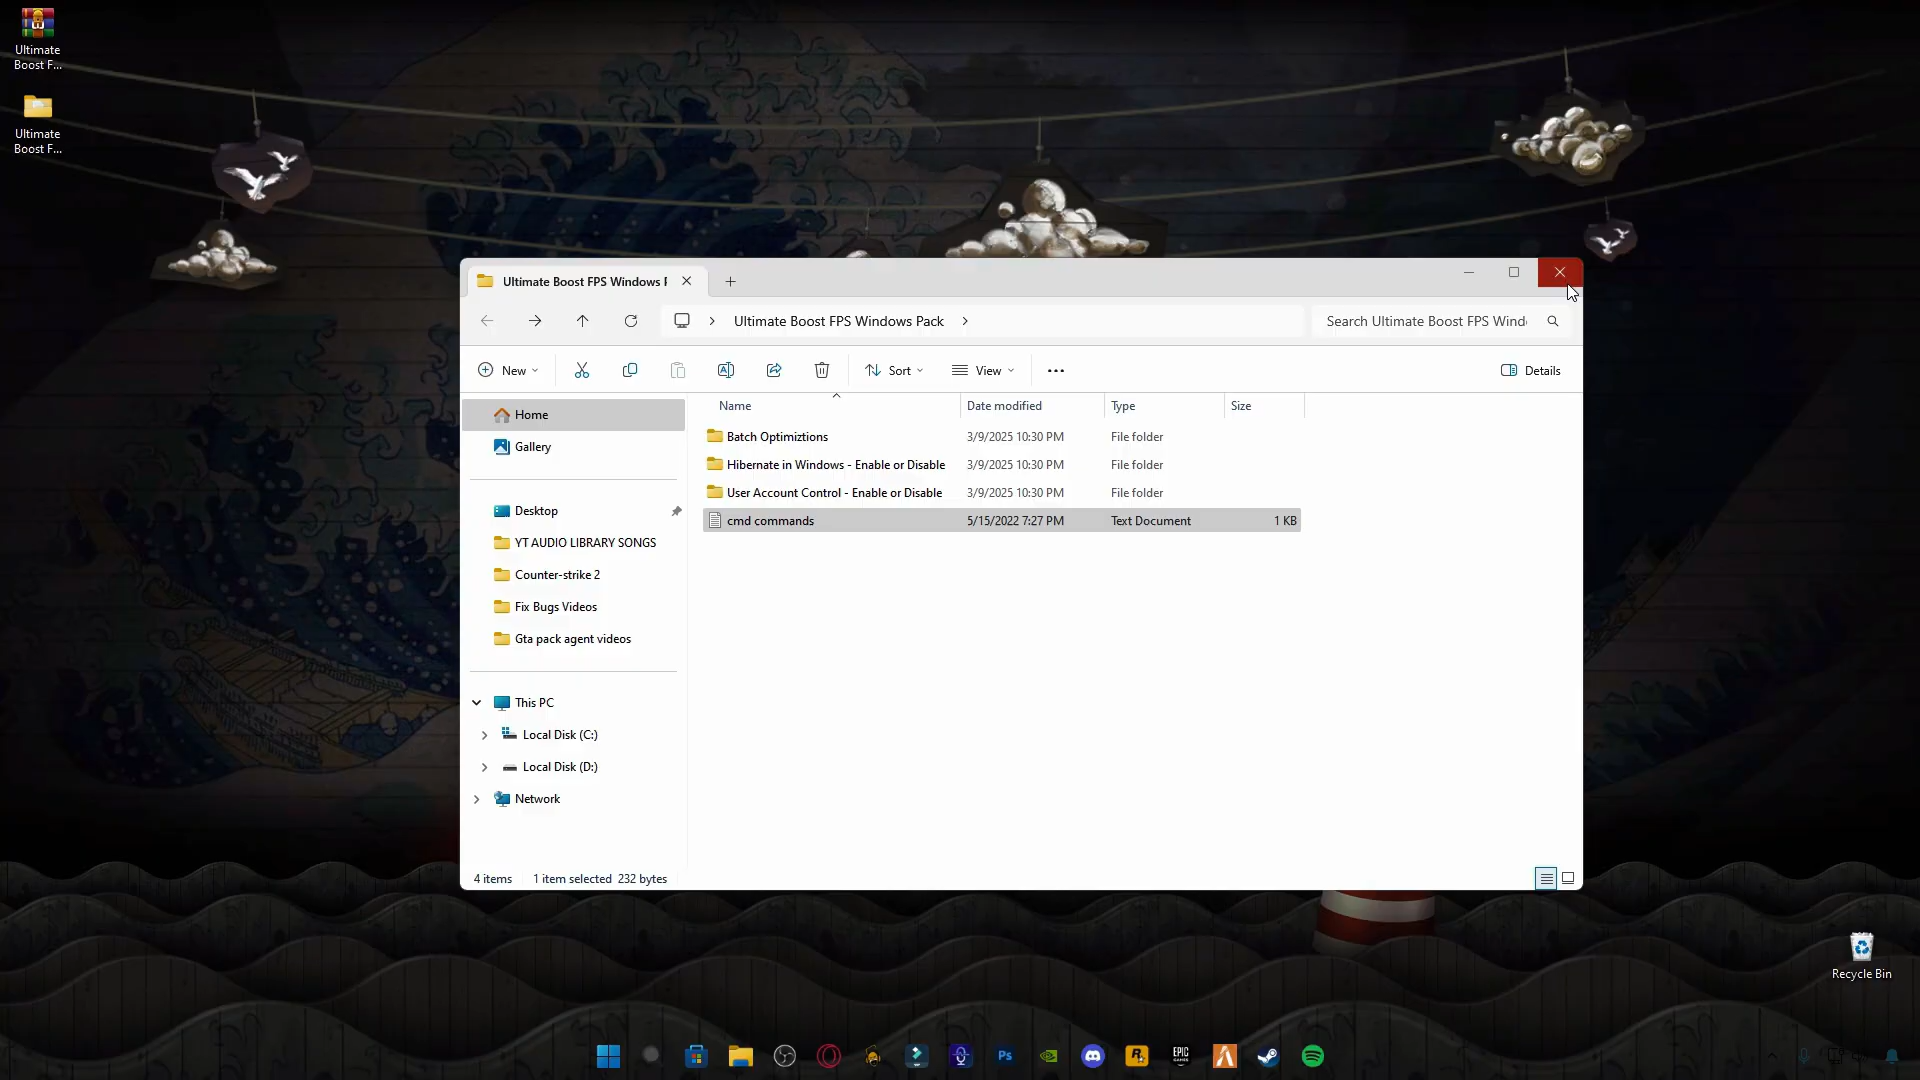 Ultimate
Boost F...
Ultimate
Boost F...
Ultimate Boost FPS Windows F
Ultimate Boost FPS Windows Pack
Search Ultimate Boost FPS Wind
New
Sort
View
Details
Name Date modified Type Size
Home
Gallery
Desktop
YT AUDIO LIBRARY SONGS
Counter-strike 2
Fix Bugs Videos
Gta pack agent videos
This PC
Local Disk (C:)
Local Disk (D:)
Network
Batch Optimiztions 3/9/2025 10:30 PM File folder
Hibernate in Windows - Enable or Disable 3/9/2025 10:30 PM File folder
User Account Control - Enable or Disable 3/9/2025 10:30 PM File folder
cmd commands 5/15/2022 7:27 PM Text Document 1 KB
4 items 1 item selected 232 bytes
Recycle Bin
Ps
R
EPIC
GAMES